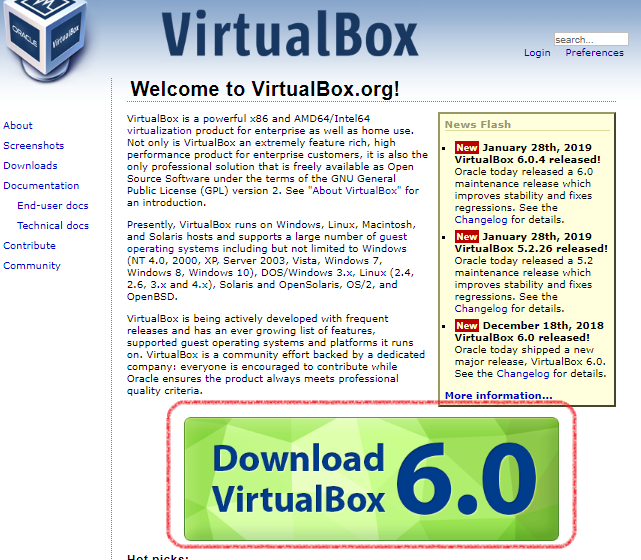 ORACLE
VirtualBox
VirtualBox
search...
Login Preferences
Welcome to VirtualBox.org!
About
Screenshots
Downloads
Documentation
End-user docs
Technical docs
Contribute
Community
VirtualBox is a powerful x86 and AMD64/Intel64
virtualization product for enterprise as well as home use.
Not only is VirtualBox an extremely feature rich, high
performance product for enterprise customers, it is also the
only professional solution that is freely available as Open
Source Software under the terms of the GNU General
Public License (GPL) version 2. See "About VirtualBox" for
an introduction.
Presently, VirtualBox runs on Windows, Linux, Macintosh,
and Solaris hosts and supports a large number of guest
operating systems including but not limited to Windows
(NT 4.0, 2000, XP, Server 2003, Vista, Windows 7,
Windows 8, Windows 10), DOS/Windows 3.x, Linux (2.4,
2.6, 3.x and 4.x), Solaris and OpenSolaris, OS/2, and
OpenBSD.
VirtualBox is being actively developed with frequent
releases and has an ever growing list of features,
supported guest operating systems and platforms it runs
on. VirtualBox is a community effort backed by a dedicated
company: everyone is encouraged to contribute while
Oracle ensures the product always meets professional
quality criteria.
News Flash
New January 28th, 2019
VirtualBox 6.0.4 released!
Oracle today released a 6.0
maintenance release which
improves stability and fixes
regressions. See the
Changelog for details.
New January 28th, 2019
VirtualBox 5.2.26 released!
Oracle today released a 5.2
maintenance release which
improves stability and fixes
regressions. See the
Changelog for details.
New December 18th, 2018
VirtualBox 6.0 released!
Oracle today shipped a new
major release, VirtualBox 6.0.
See the Changelog for details.
More information...
Download
VirtualBox 6.0
Hot picks: